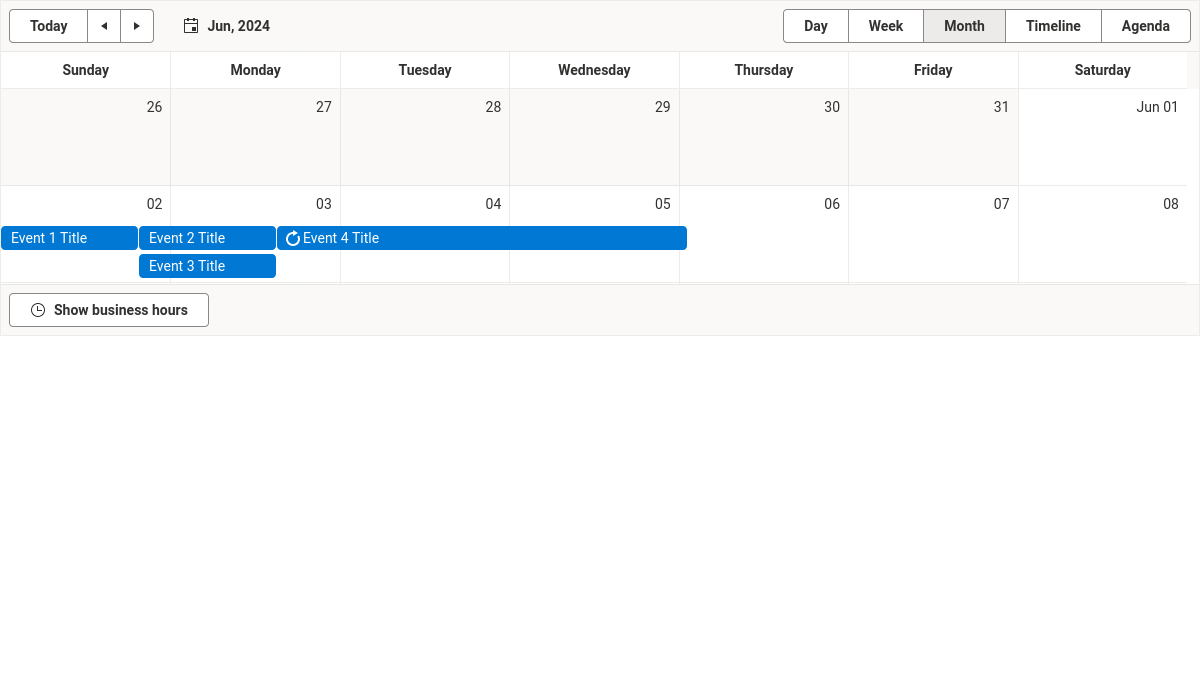 Today Jun, 2024 Day Week Month Timeline Agenda
Sunday Monday Tuesday Wednesday Thursday Friday Saturday
26 27 28 29 30 31 Jun 01
02 03 04 05 06 07 08
Event 1 Title Event 2 Title Event 4 Title
Event 3 Title
Show business hours